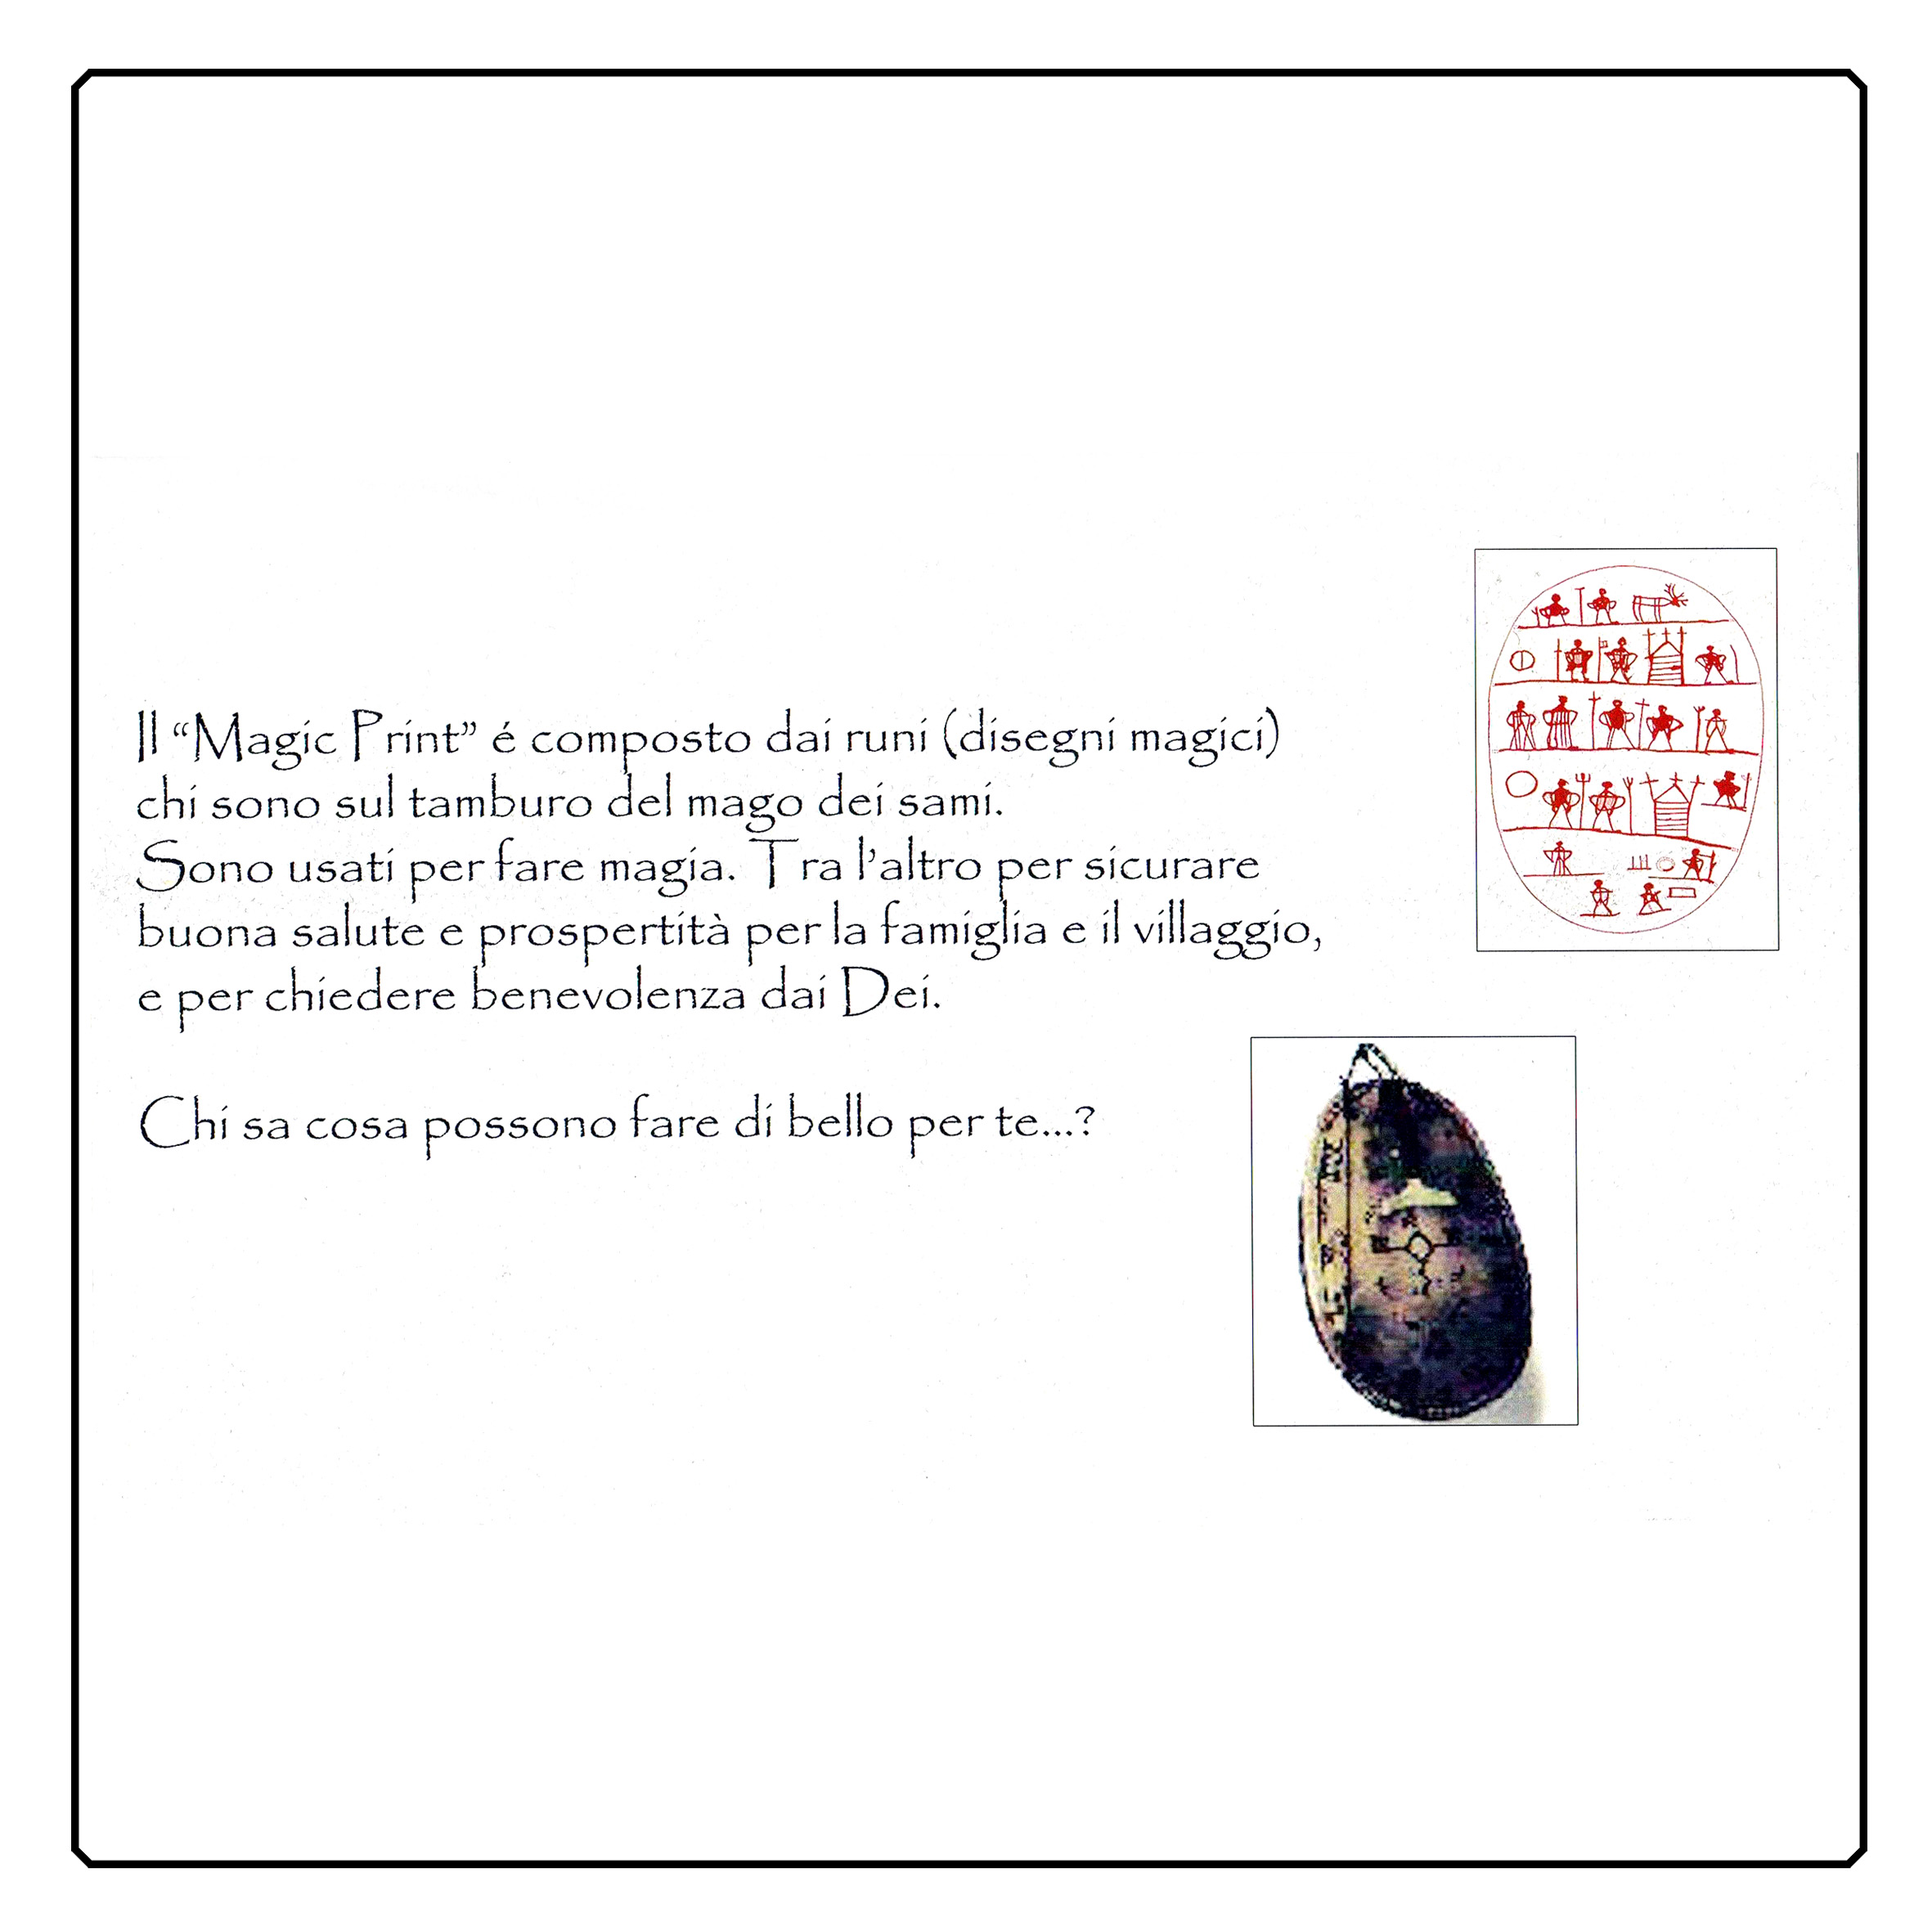 Il “Magic Print” é composto dai runi (disegni magici)
chi sono sul tamburo del mago dei sami.
Sono usati per fare magia. Tra l’altro per sicurare
buona salute e prospertità per la famiglia e il villaggio,
e per chiedere benevolenza dai Dei.
Chi sa cosa possono fare di bello per te...?